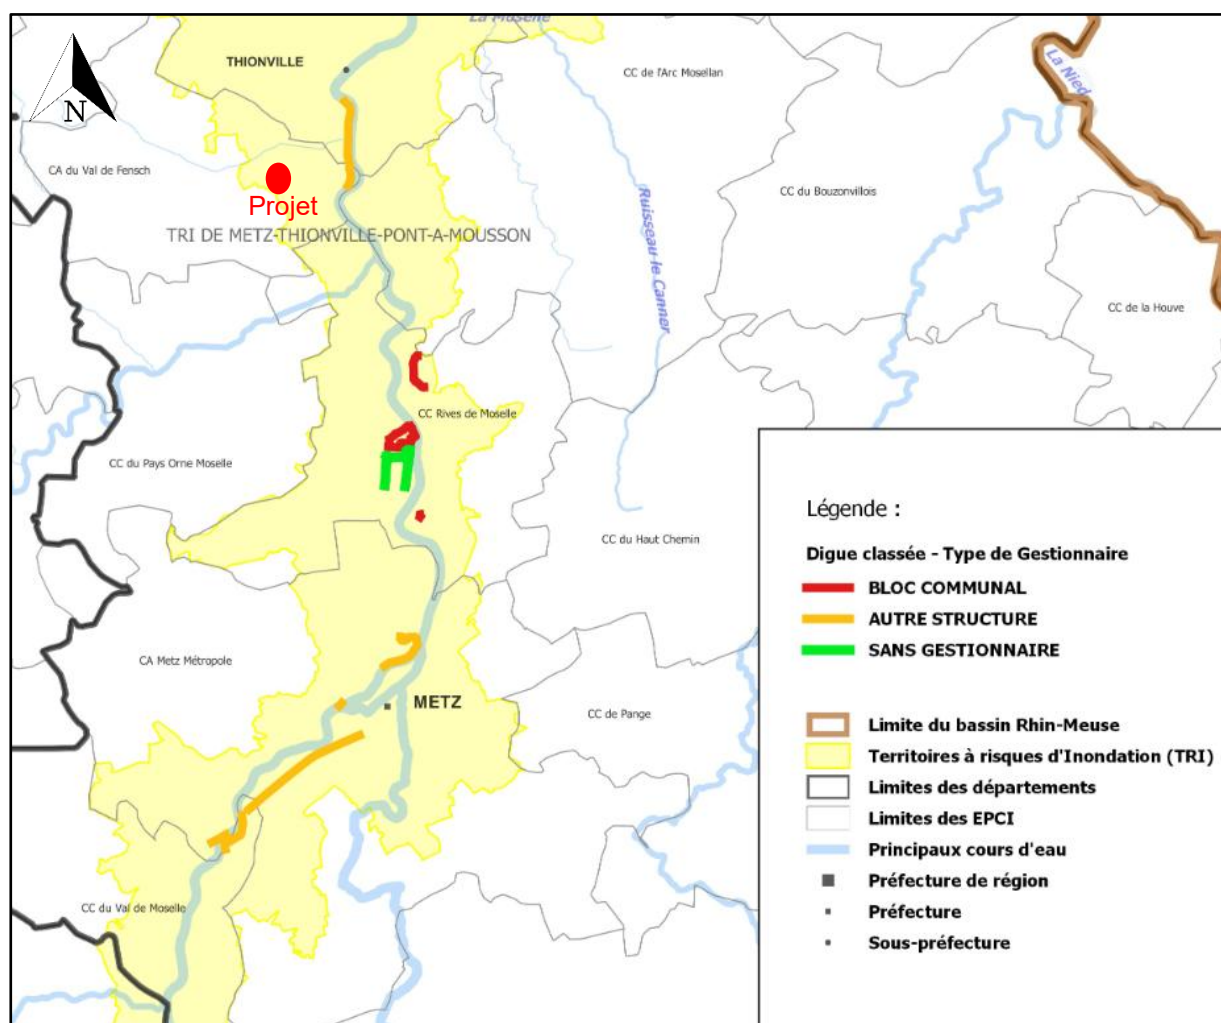 La Moselle
THIONVILLE
CC de l'Arc Mosellan
La Nied
N
CA du Val de Fensch
CC du Bouzonvillois
Projet
Ruisseau le Canner
TRI DE METZ-THIONVILLE-PONT-A-MOUSSON
CC de la Houve
CC Rives de Moselle
CC du Pays Orne Moselle
CC du Haut Chemin
CA Metz Métropole
METZ
CC de Pange
CC du Val de Moselle
Légende :
Digue classée - Type de Gestionnaire
BLOC COMMUNAL
AUTRE STRUCTURE
SANS GESTIONNAIRE
Limite du bassin Rhin-Meuse
Territoires à risques d'Inondation (TRI)
Limites des départements
Limites des EPCI
Principaux cours d'eau
Préfecture de région
Préfecture
Sous-préfecture